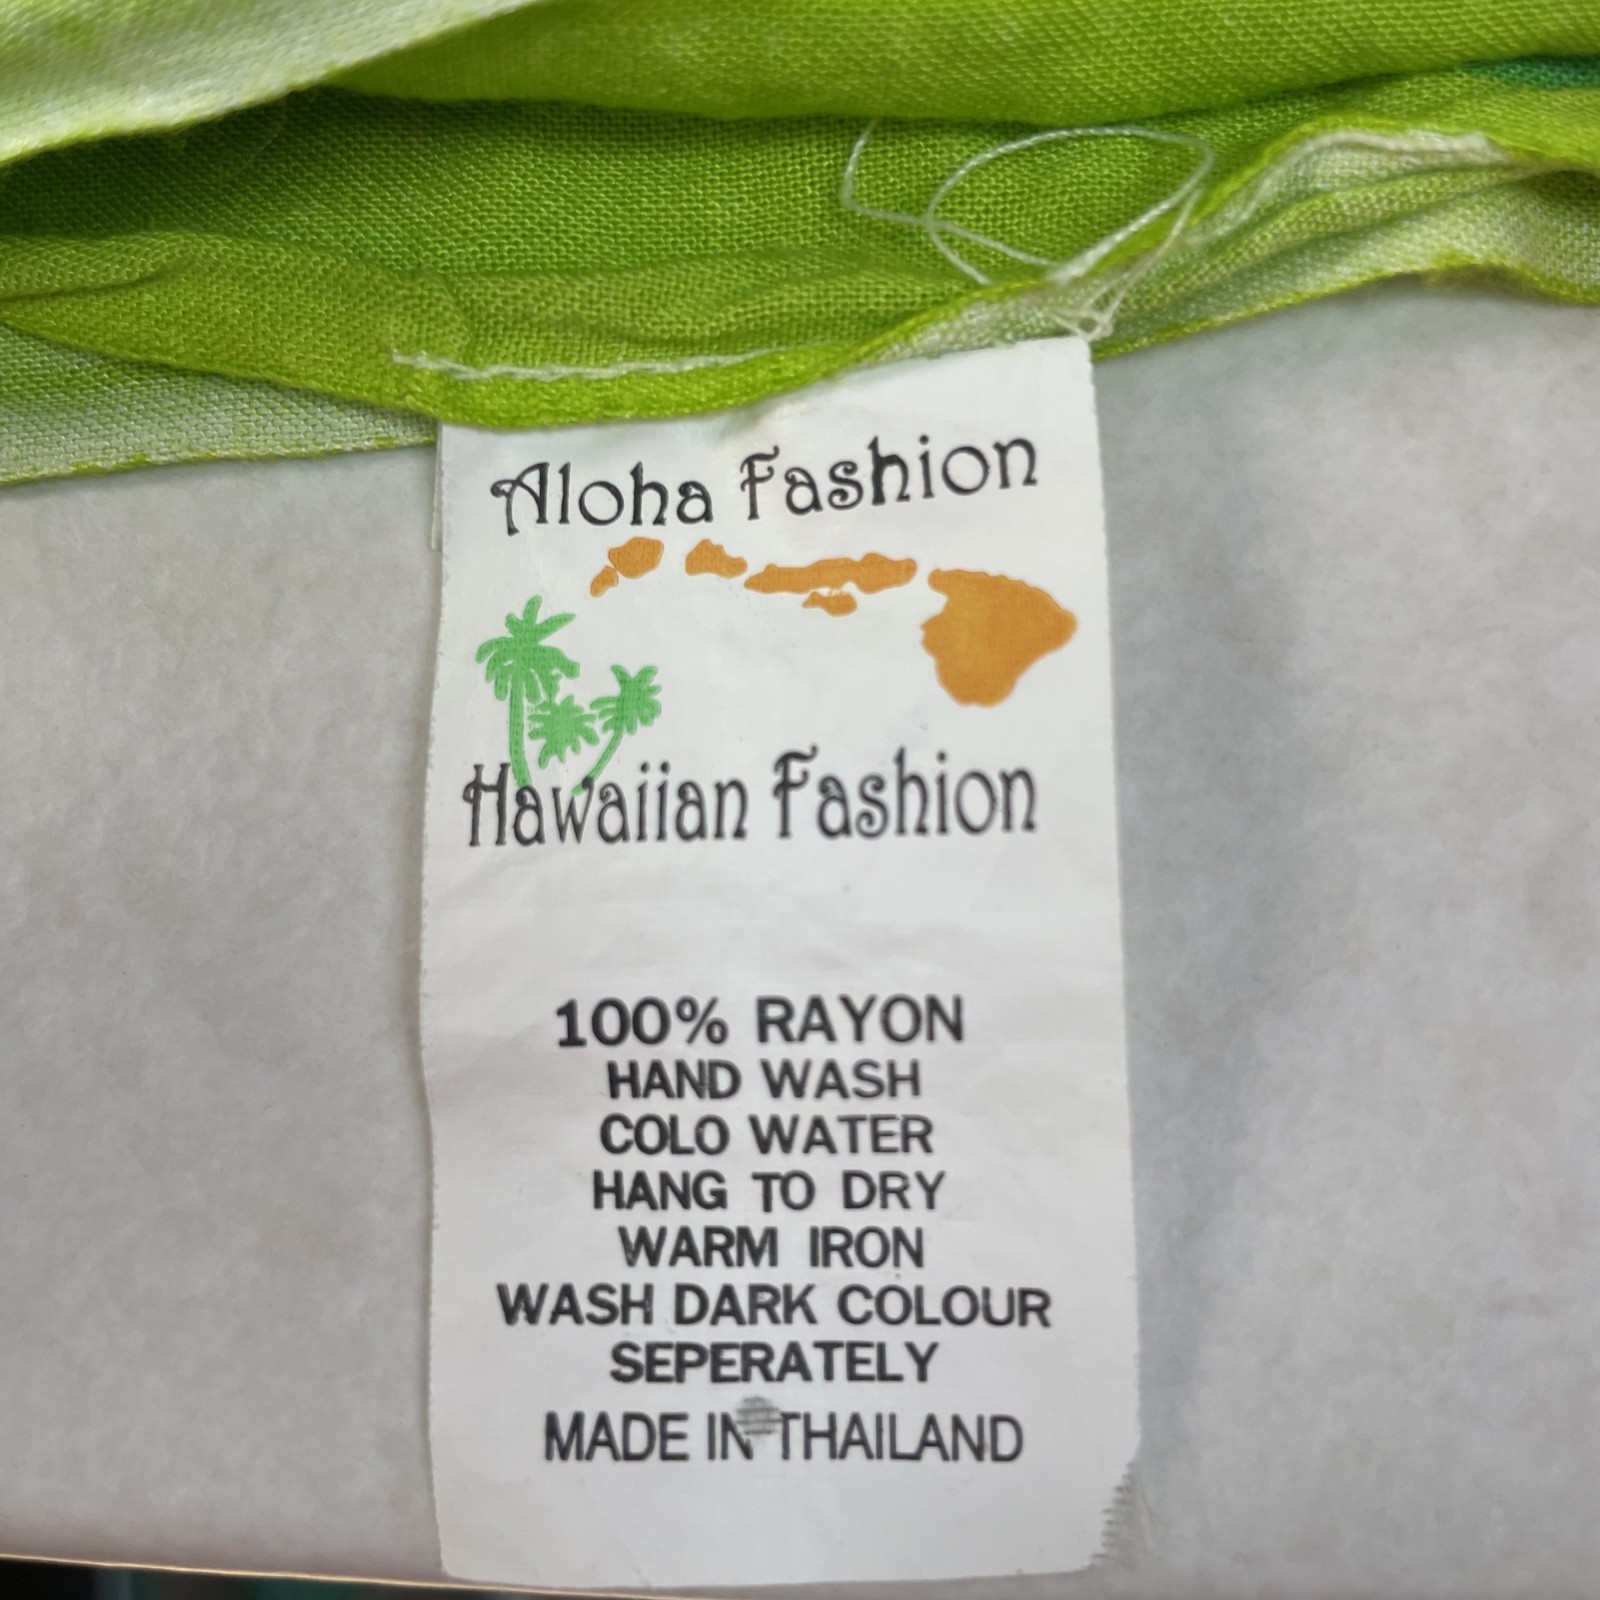 Aloha Fashion
Hawaiian Fashion
100% RAYON
HAND WASH
COLO WATER
HANG TO DRY
WARM IRON
WASH DARK COLOUR
SEPERATELY
MADE IN THAILAND